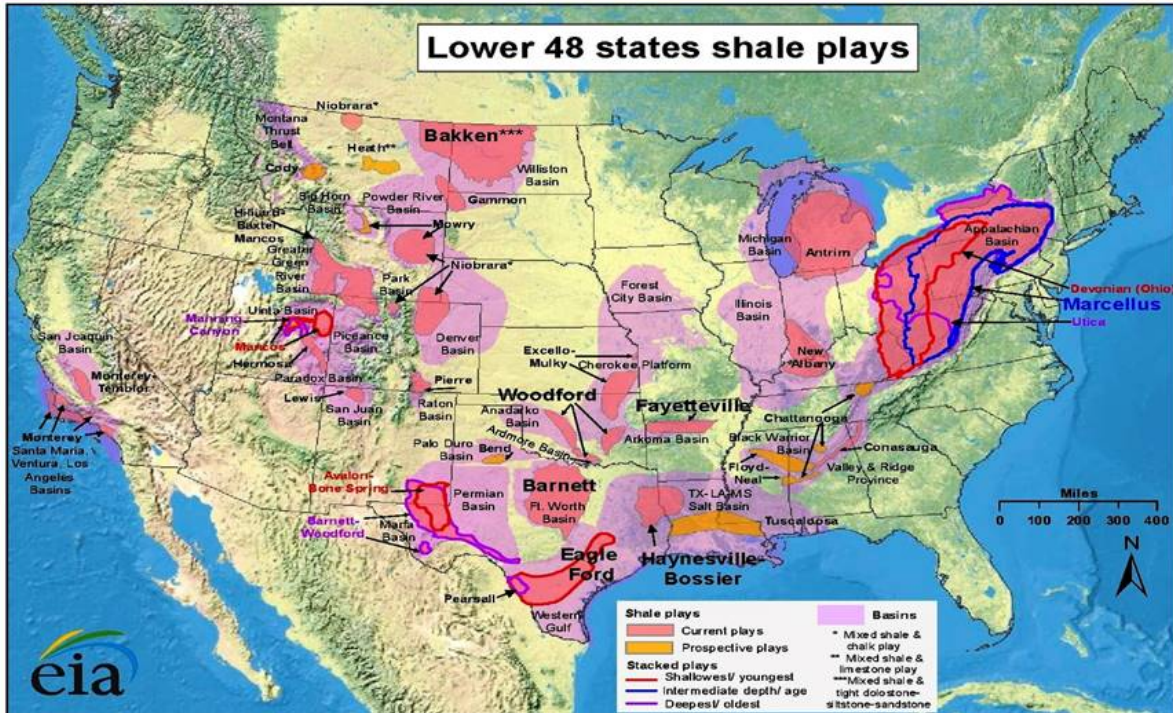 Lower 48 states shale plays
Niobrara*
Montana
Thrust
Belt
Bakken***
Heath**
Cody
Williston
Basin
Big Horn
Basin
Powder River
Basin
Gammon
Hilliard-
Baxter-
Mancos
Mowry
Greater
Green
River
Basin
Niobrara*
Park
Basin
Michigan
Basin
Antrim
Appalachian
Basin
Devonian (Ohio)
Marcellus
Utica
Forest
City Basin
Illinois
Basin
Uinta Basin
Manning
Canyon
Mancos
Piceance
Basin
Denver
Basin
San Joaquin
Basin
Hermosa
Paradox Basin
Excello-
Mulky
Cherokee Platform
New
Albany
Monterey-
Temblor
Lewis
San Juan
Basin
Pierre
Raton
Basin
Woodford
Anadarko
Basin
Fayetteville
Arkoma Basin
Chattanooga
Monterey
Santa Maria,
Ventura, Los
Angeles
Basins
Ardmore Basin
Palo Duro
Basin
Bend
Black Warrior
Basin
Conasauga
Floyd-
Neal
Valley & Ridge
Province
Avalon-
Bone Spring
Permian
Basin
Barnett
Ft. Worth
Basin
TX-LA-MS
Salt Basin
Tuscaloosa
Barnett-
Woodford
Marfa
Basin
Eagle
Ford
Haynesville-
Bossier
Pearsall
Western
Gulf
Miles
0 100 200 300 400
N
Shale plays
Current plays
Prospective plays
Stacked plays
Shallowest/ youngest
Intermediate depth/ age
Deepest/ oldest
Basins
* Mixed shale &
chalk play
** Mixed shale &
limestone play
***Mixed shale &
tight dolostone-
siltstone-sandstone
eia